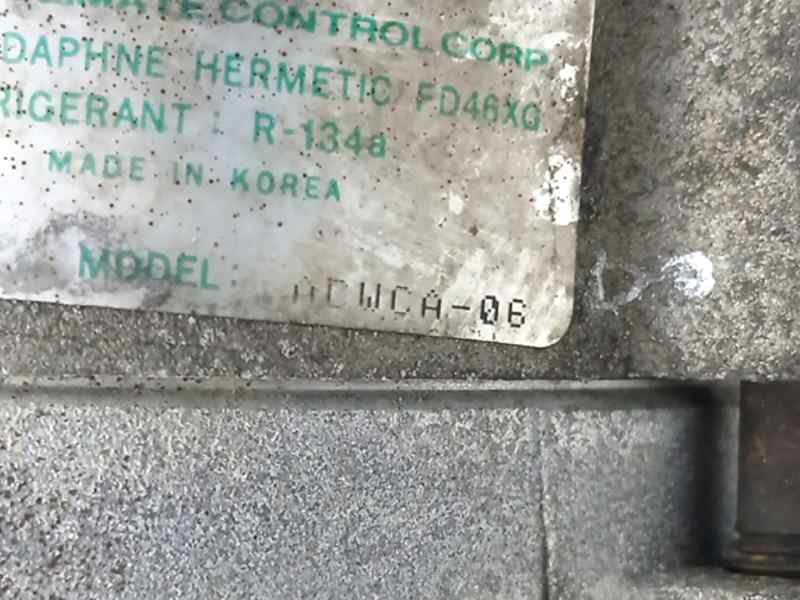 CLIMATE CONTROL CORP
DAPHNE HERMETIC FD46XG
RIGERANT : R-134a
MADE IN KOREA
MODEL: ACWCA-06